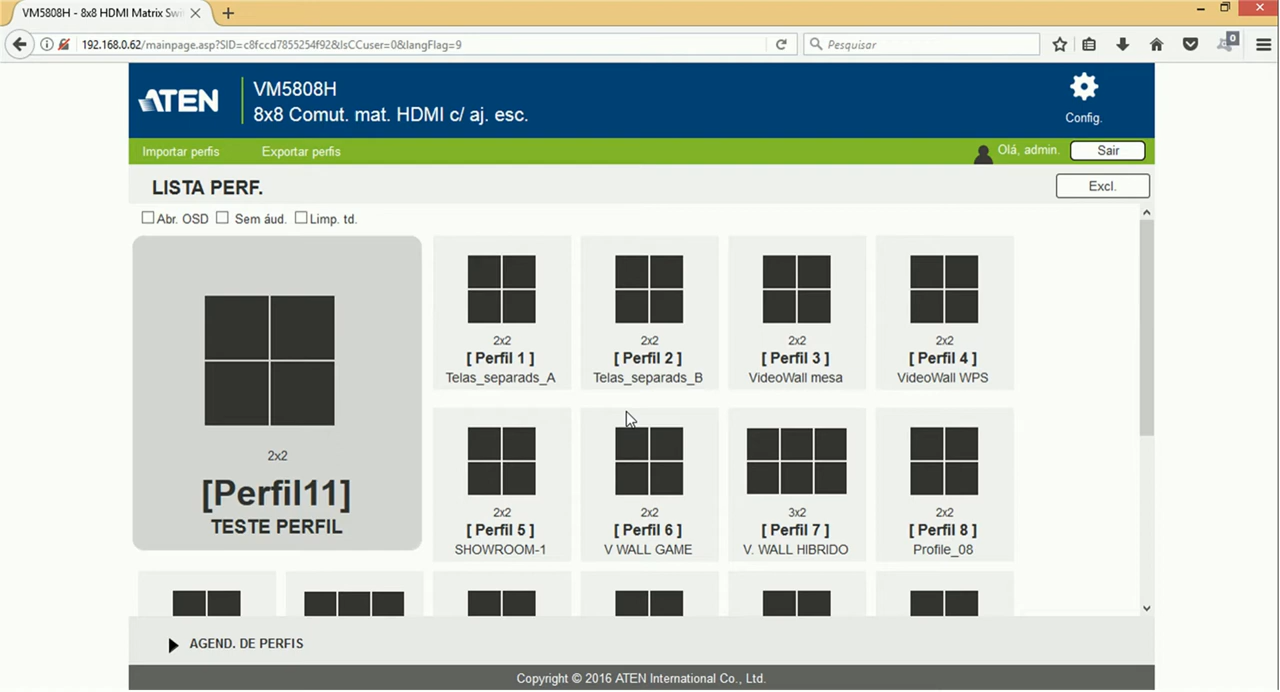 VM5808H - 8x8 HDMI Matrix Swi
192.168.0.62/mainpage.asp?SID=c8fccd7855254f92&IsCCuser=0&langFlag=9
Pesquisar
0
ATEN
VM5808H
8x8 Comut. mat. HDMI c/ aj. esc.
Config.
Importar perfis
Exportar perfis
Olá, admin.
Sair
LISTA PERF.
Excl.
Abr. OSD
Sem áud.
Limp. td.
2x2
[Perfil11]
TESTE PERFIL
2x2
[ Perfil 1 ]
Telas_separads_A
2x2
[ Perfil 2 ]
Telas_separads_B
2x2
[ Perfil 3 ]
VideoWall mesa
2x2
[ Perfil 4 ]
VideoWall WPS
2x2
[ Perfil 5 ]
SHOWROOM-1
2x2
[ Perfil 6 ]
V WALL GAME
3x2
[ Perfil 7 ]
V. WALL HIBRIDO
2x2
[ Perfil 8 ]
Profile_08
AGEND. DE PERFIS
Copyright © 2016 ATEN International Co., Ltd.